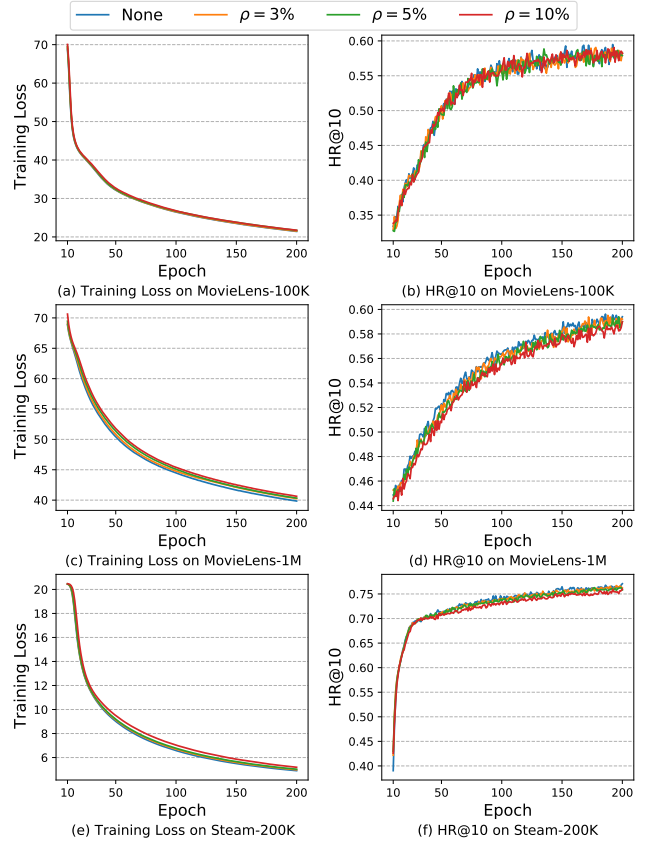 None ρ = 3% ρ = 5% ρ = 10%
70
60
50
40
30
20
Training Loss
10 50 100 150 200
Epoch
(a) Training Loss on MovieLens-100K
0.60
0.55
0.50
0.45
0.40
0.35
HR@10
10 50 100 150 200
Epoch
(b) HR@10 on MovieLens-100K
70
65
60
55
50
45
40
Training Loss
10 50 100 150 200
Epoch
(c) Training Loss on MovieLens-1M
0.60
0.58
0.56
0.54
0.52
0.50
0.48
0.46
0.44
HR@10
10 50 100 150 200
Epoch
(d) HR@10 on MovieLens-1M
20
18
16
14
12
10
8
6
Training Loss
10 50 100 150 200
Epoch
(e) Training Loss on Steam-200K
0.75
0.70
0.65
0.60
0.55
0.50
0.45
0.40
HR@10
10 50 100 150 200
Epoch
(f) HR@10 on Steam-200K